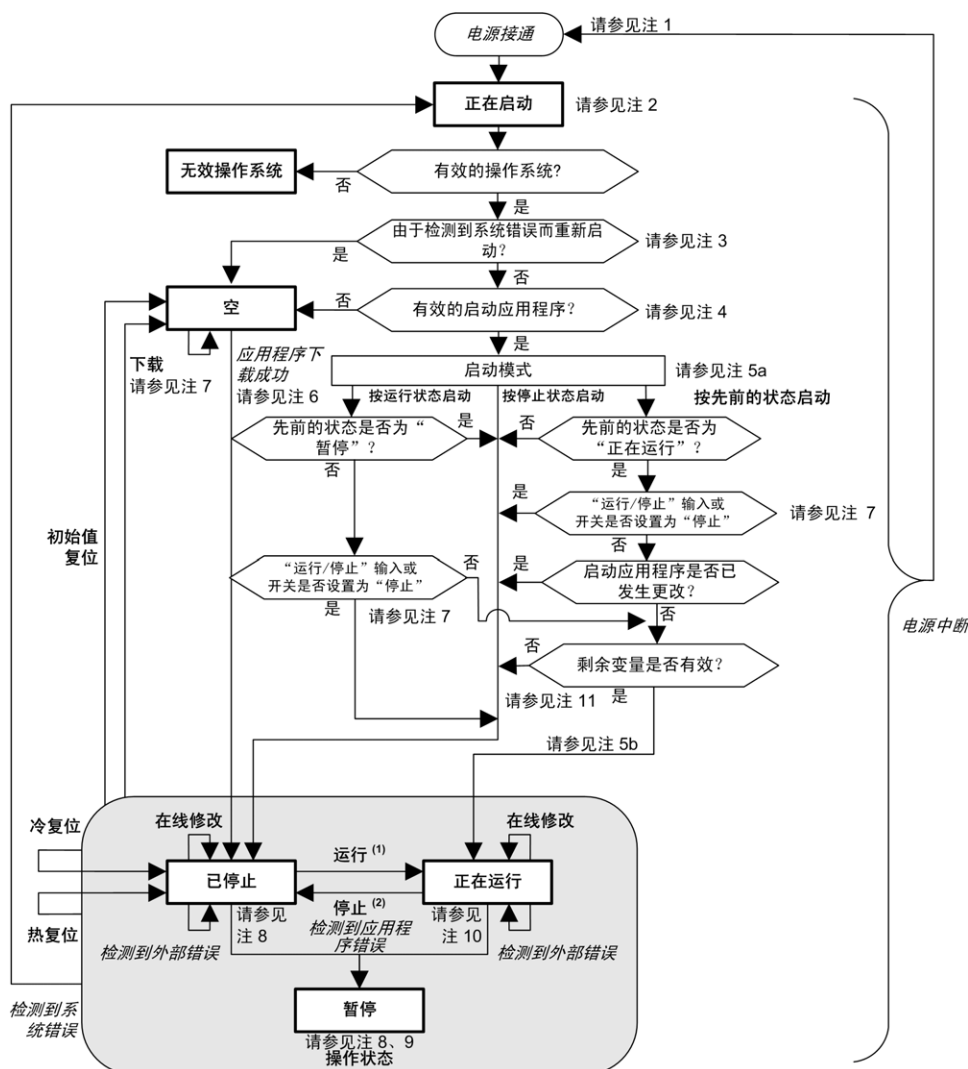 电源接通
请参见注 1
正在启动
请参见注 2
无效操作系统
否
有效的操作系统?
是
由于检测到系统错误而重新启
动?
请参见注 3
是
否
空
否
有效的启动应用程序?
请参见注 4
是
下载
请参见注 7
应用程序下
载成功
请参见注 6
启动模式
请参见注 5a
按运行状态启动
按停止状态启动
按先前的状态启动
先前的状态是否为“
暂停”?
是
否
否
先前的状态是否为
“正在运行”?
是
是
“运行/停止”输入或
开关是否设置为“停止”
请参见注 7
否
初始值
复位
“运行/停止”输入或
开关是否设置为“停止”
否
是
请参见注 7
是
启动应用程序是否已
发生更改?
否
电源中断
否
剩余变量是否有效?
是
请参见注 11
请参见注 5b
冷复位
在线修改
运行 (1)
在线修改
已停止
正在运行
停止 (2)
热复位
请参见
注 8
检测到应用程
序错误
请参见
注 10
检测到外部错误
检测到外部错误
检测到系
统错误
暂停
请参见注 8、9
操作状态